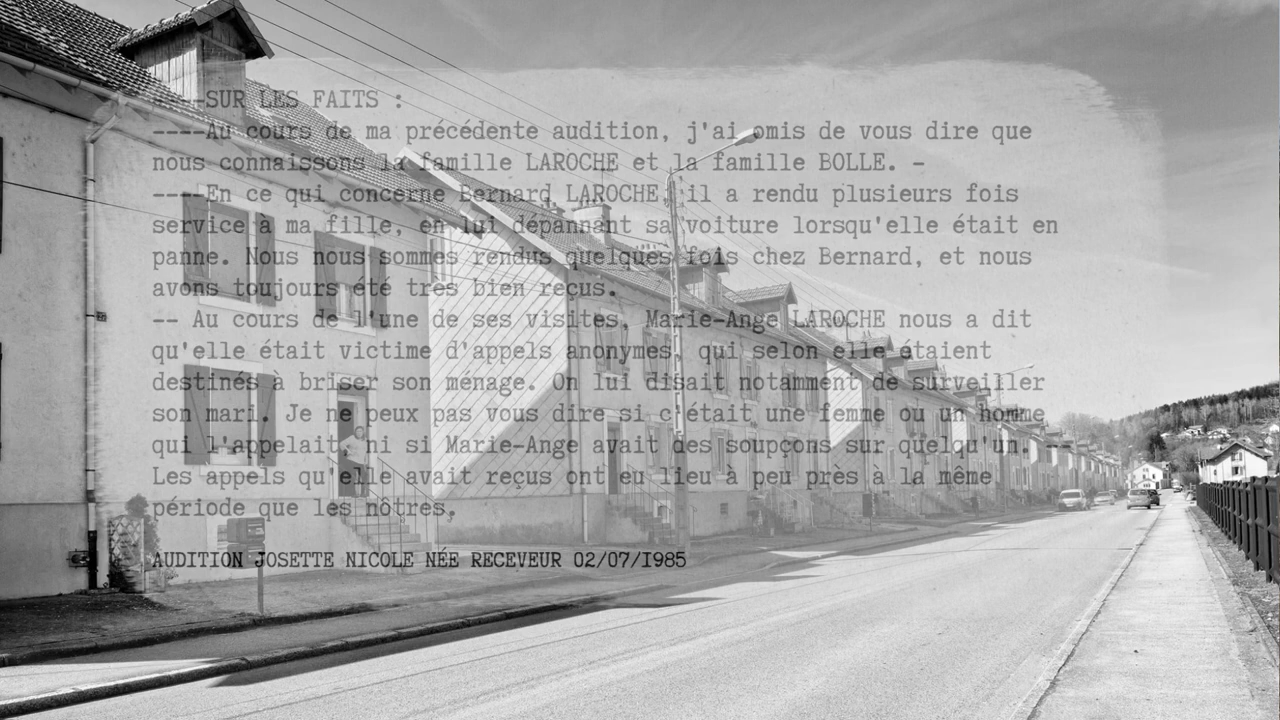 ----SUR LES FAITS :
----Au cours de ma précédente audition, j'ai omis de vous dire que
nous connaissons la famille LAROCHE et la famille BOLLE. -
----En ce qui concerne Bernard LAROCHE, il a rendu plusieurs fois
service à ma fille, en lui dépannant sa voiture lorsqu'elle était en
panne. Nous nous sommes rendus quelques fois chez Bernard, et nous
avons toujours été très bien reçus.
-- Au cours de l'une de ses visites, Marie-Ange LAROCHE nous a dit
qu'elle était victime d'appels anonymes, qui selon elle étaient
destinés à briser son ménage. On lui disait notamment de surveiller
son mari. Je ne peux pas vous dire si c'était une femme ou un homme
qui l'appelait, ni si Marie-Ange avait des soupçons sur quelqu'un.
Les appels qu'elle avait reçus ont eu lieu à peu près à la même
période que les nôtres.
AUDITION JOSETTE NICOLE NÉE RECEVEUR 02/07/1985